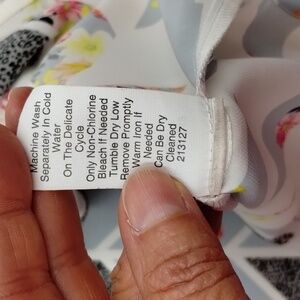 Machine Wash
Separately In Cold
Water
On The Delicate
Cycle
Only Non-Chlorine
Bleach If Needed
Tumble Dry Low
Remove Promptly
Warm Iron If
Needed
Can Be Dry
Cleaned
213127